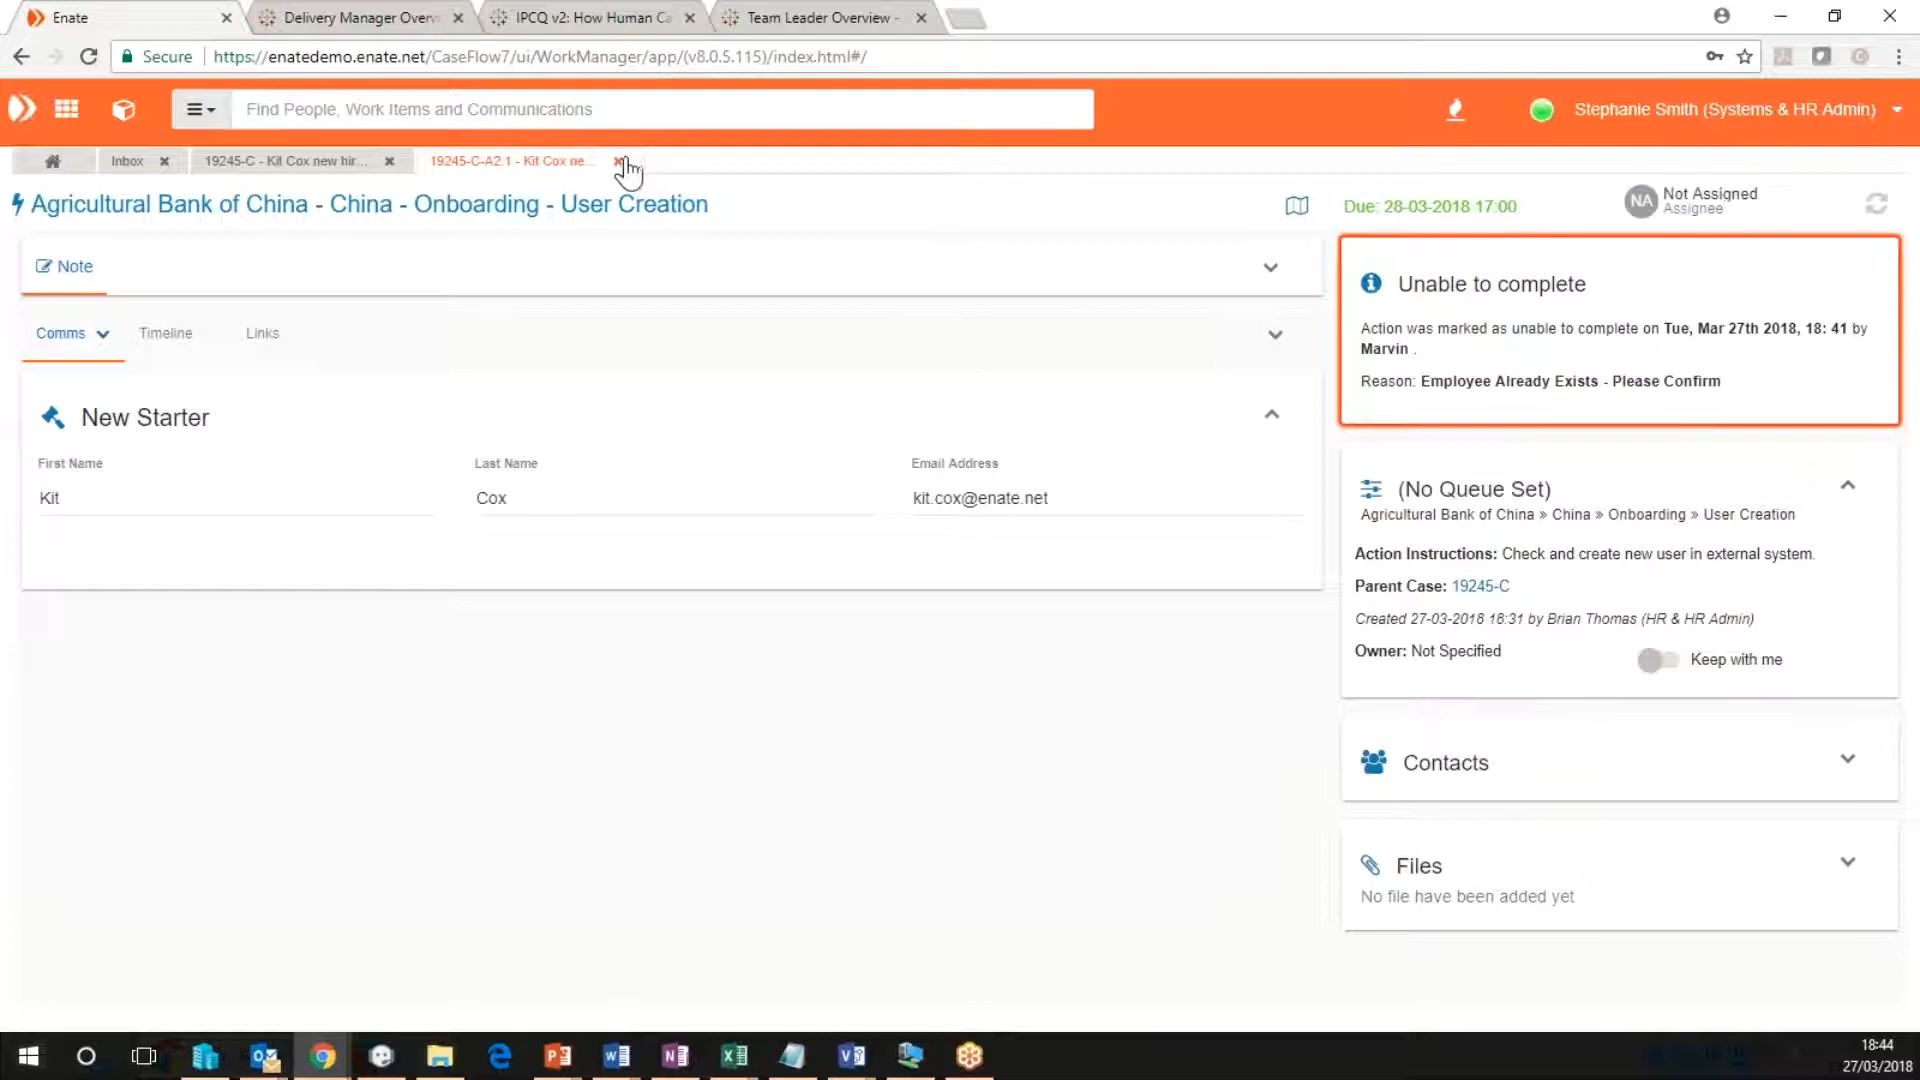 Enate
Delivery Manager Overv
IPCQ v2: How Human Ca
Team Leader Overview -
Secure
https://enatedemo.enate.net/CaseFlow7/ui/WorkManager/app/(v8.0.5.115)/index.html#/
Find People, Work Items and Communications
Stephanie Smith (Systems & HR Admin)
Inbox
19245-C - Kit Cox new hir...
19245-C-A2.1 - Kit Cox ne...
Agricultural Bank of China - China - Onboarding - User Creation
Due: 28-03-2018 17:00
NA
Not Assigned
Assignee
Note
Comms
Timeline
Links
New Starter
First Name
Last Name
Email Address
Kit
Cox
kit.cox@enate.net
Unable to complete
Action was marked as unable to complete on Tue, Mar 27th 2018, 18: 41 by
Marvin .
Reason: Employee Already Exists - Please Confirm
(No Queue Set)
Agricultural Bank of China » China » Onboarding » User Creation
Action Instructions: Check and create new user in external system.
Parent Case: 19245-C
Created 27-03-2018 18:31 by Brian Thomas (HR & HR Admin)
Owner: Not Specified
Keep with me
Contacts
Files
No file have been added yet
18:44
27/03/2018